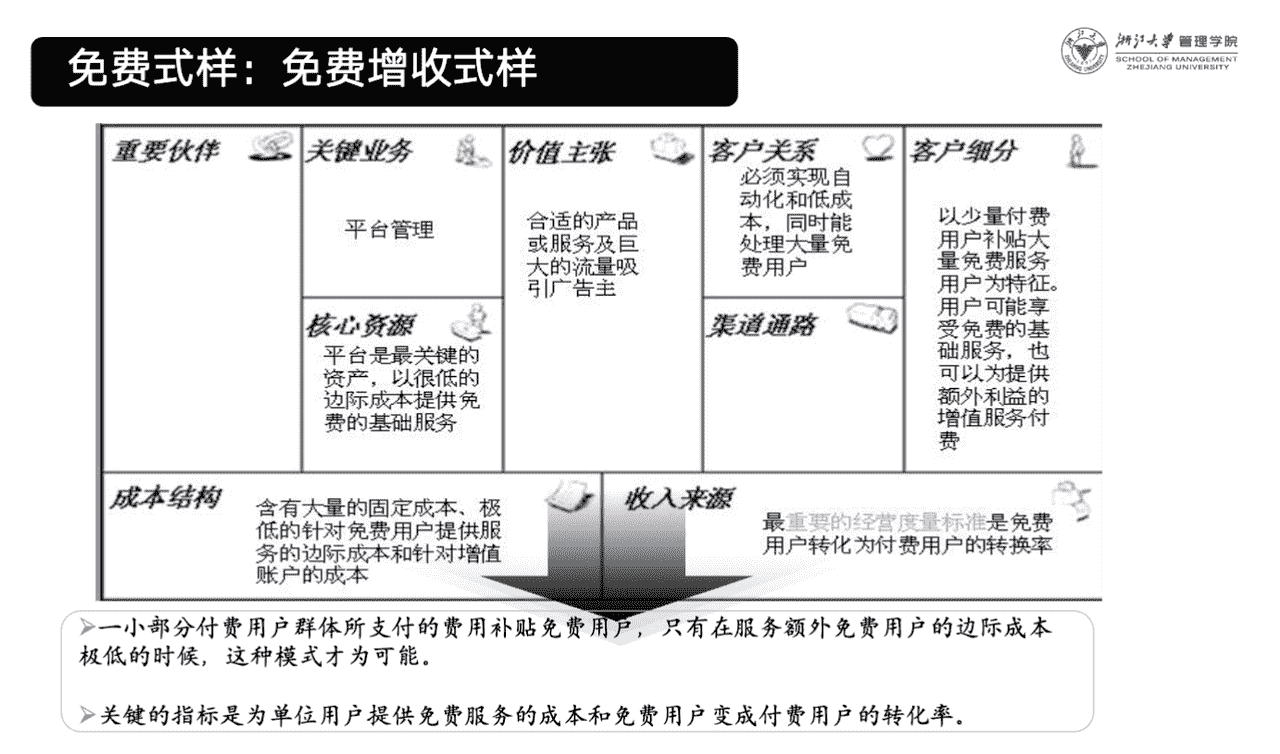 免费式样：免费增收式样
浙江大学 管理学院
SCHOOL OF MANAGEMENT
ZHEJIANG UNIVERSITY
重要伙伴
关键业务
平台管理
核心资源
平台是最关键的
资产，以很低的
边际成本提供免
费的基础服务
价值主张
合适的产品
或服务及巨
大的流量吸
引广告主
客户关系
必须实现自
动化和低成
本，同时能
处理大量免
费用户
渠道通路
客户细分
以少量付费
用户补贴大
量免费服务
用户为特征。
用户可能享
受免费的基
础服务，也
可以为提供
额外利益的
增值服务付
费
成本结构
含有大量的固定成本、极
低的针对免费用户提供服
务的边际成本和针对增值
账户的成本
收入来源
最重要的经营度量标准是免费
用户转化为付费用户的转换率
➢一小部分付费用户群体所支付的费用补贴免费用户，只有在服务额外免费用户的边际成本
极低的时候，这种模式才为可能。
➢关键的指标是为单位用户提供免费服务的成本和免费用户变成付费用户的转化率。